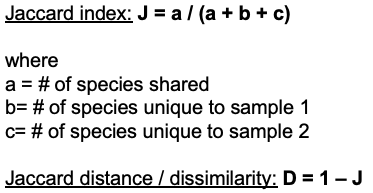 Jaccard index: J = a / (a + b + c)
where
a = # of species shared
b= # of species unique to sample 1
c= # of species unique to sample 2
Jaccard distance / dissimilarity: D = 1 – J